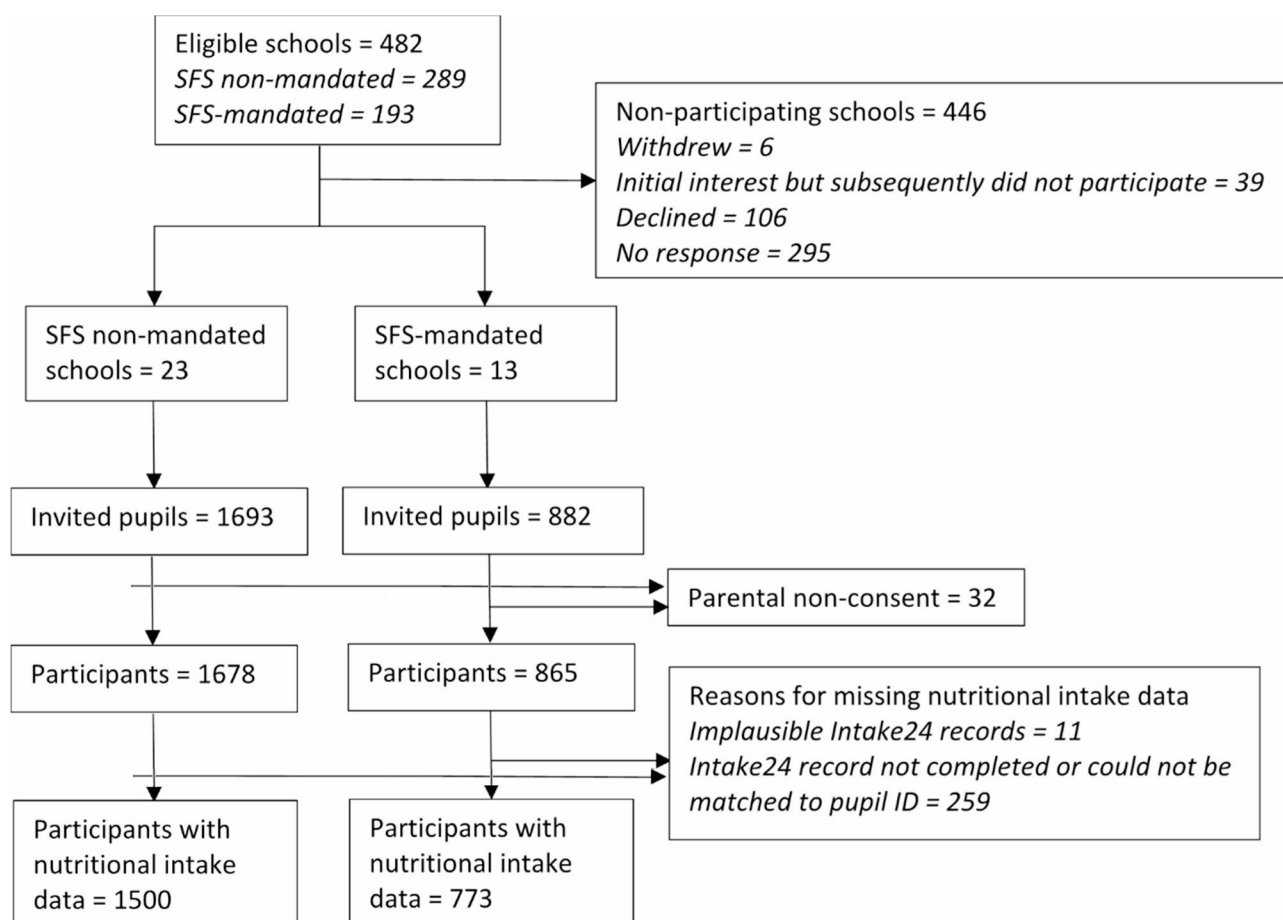 Eligible schools = 482
SFS non-mandated = 289
SFS-mandated = 193
Non-participating schools = 446
Withdrew = 6
Initial interest but subsequently did not participate = 39
Declined = 106
No response = 295
SFS non-mandated
schools = 23
SFS-mandated
schools = 13
Invited pupils = 1693
Invited pupils = 882
Parental non-consent = 32
Participants = 1678
Participants = 865
Reasons for missing nutritional intake data
Implausible Intake24 records = 11
Intake24 record not completed or could not be
matched to pupil ID = 259
Participants with
nutritional intake
data = 1500
Participants with
nutritional intake
data = 773